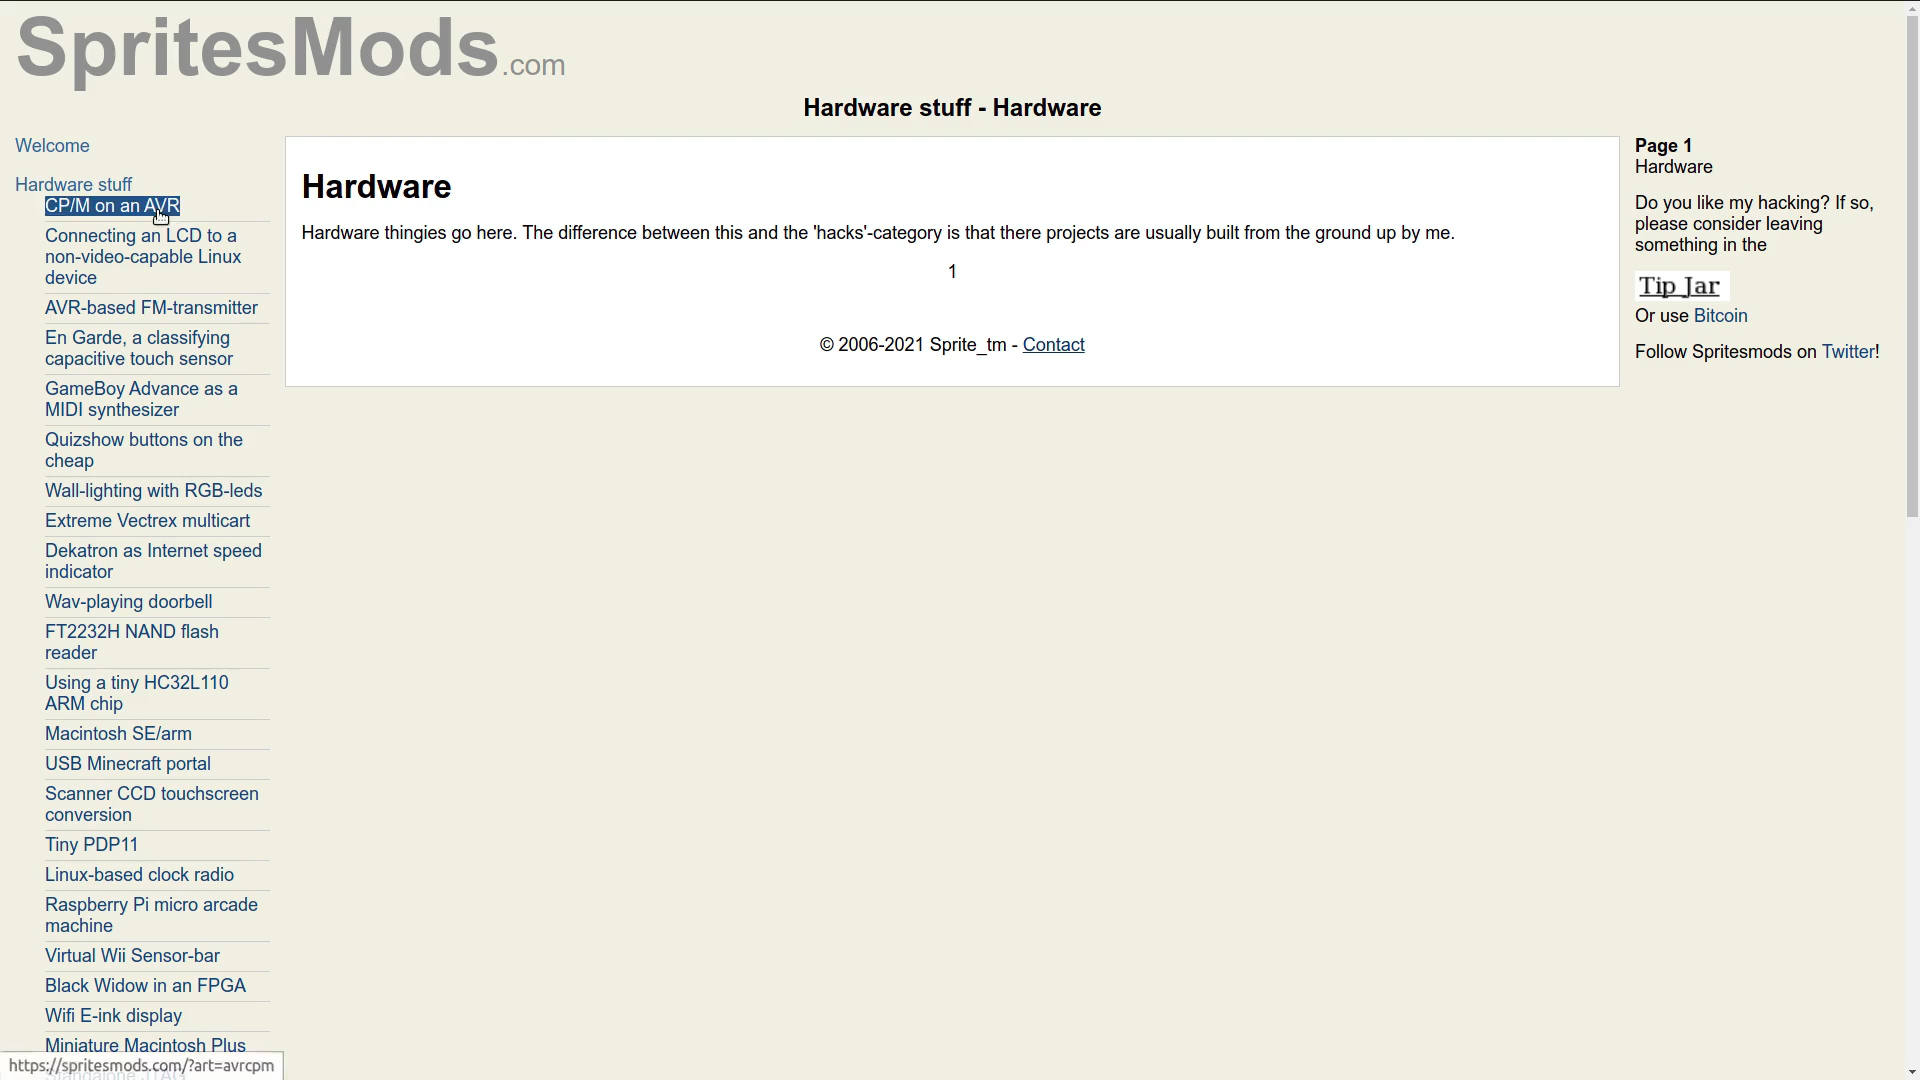 SpritesMods.com
Hardware stuff - Hardware
Welcome
Hardware stuff
CP/M on an AVR
Connecting an LCD to a
non-video-capable Linux
device
AVR-based FM-transmitter
En Garde, a classifying
capacitive touch sensor
GameBoy Advance as a
MIDI synthesizer
Quizshow buttons on the
cheap
Wall-lighting with RGB-leds
Extreme Vectrex multicart
Dekatron as Internet speed
indicator
Wav-playing doorbell
FT2232H NAND flash
reader
Using a tiny HC32L110
ARM chip
Macintosh SE/arm
USB Minecraft portal
Scanner CCD touchscreen
conversion
Tiny PDP11
Linux-based clock radio
Raspberry Pi micro arcade
machine
Virtual Wii Sensor-bar
Black Widow in an FPGA
Wifi E-ink display
Miniature Macintosh Plus
Standalone JTAG
https://spritesmods.com/?art=avrcpm
Hardware
Hardware thingies go here. The difference between this and the 'hacks'-category is that there projects are usually built from the ground up by me.
1
© 2006-2021 Sprite_tm - Contact
Page 1
Hardware
Do you like my hacking? If so,
please consider leaving
something in the
Tip Jar
Or use Bitcoin
Follow Spritesmods on Twitter!